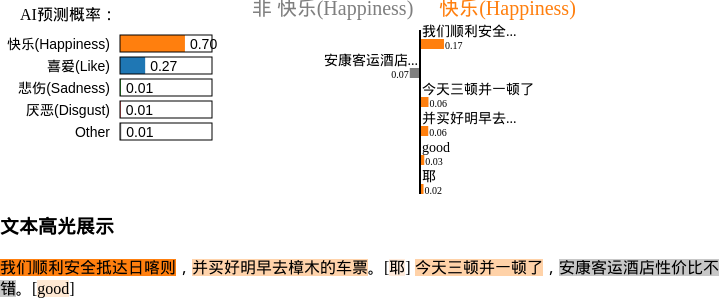 AI预测概率：
快乐(Happiness) 0.70
喜爱(Like) 0.27
悲伤(Sadness) 0.01
厌恶(Disgust) 0.01
Other 0.01
非 快乐(Happiness) 快乐(Happiness)
我们顺利安全...
0.17
安康客运酒店...
0.07
今天三顿并一顿了
0.06
并买好明早去...
0.06
good
0.03
耶
0.02
文本高光展示
我们顺利安全抵达日喀则，并买好明早去樟木的车票。[耶] 今天三顿并一顿了，安康客运酒店性价比不
错。[good]